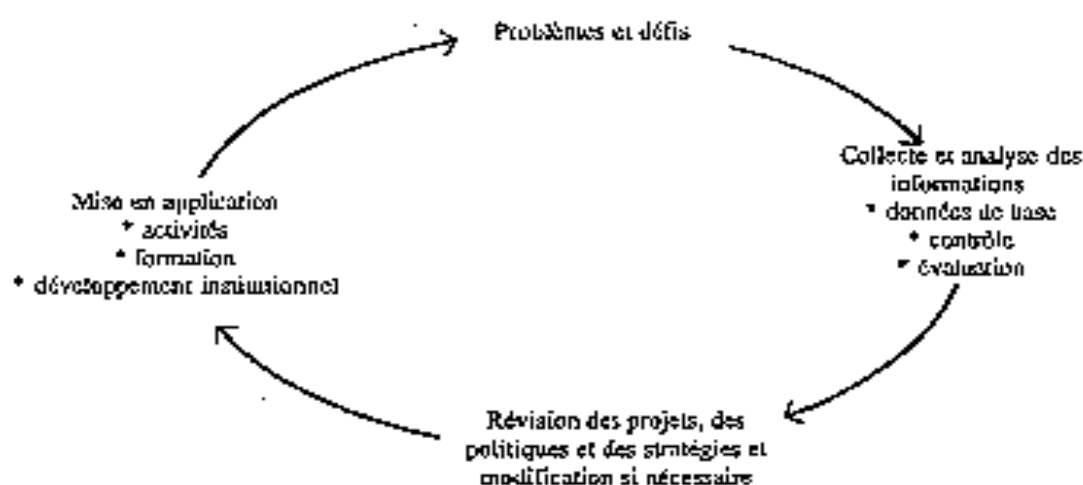 Problèmes et défis
Collecte et analyse des
informations
* données de base
* contrôle
* évaluation
Révision des projets, des
politiques et des stratégies et
modification si nécessaire
Mise en application
* activités
* formation
* développement institutionnel